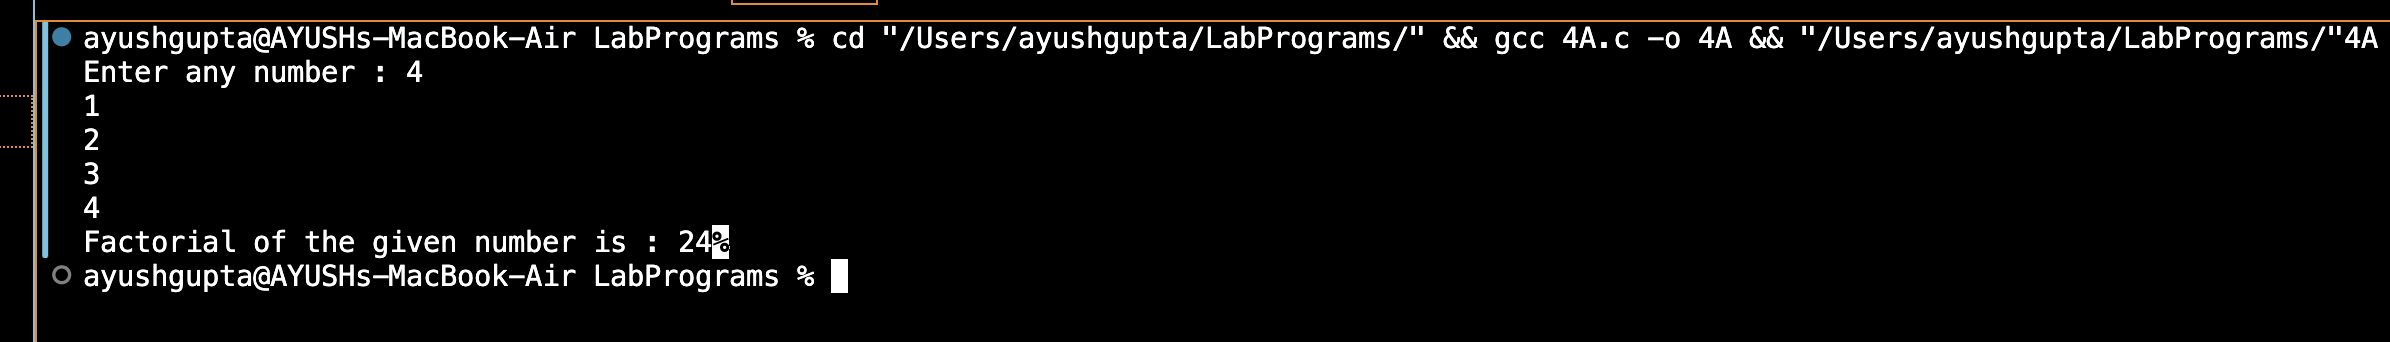 ayushgupta@AYUSHs-MacBook-Air LabPrograms % cd "/Users/ayushgupta/LabPrograms/" && gcc 4A.c -o 4A && "/Users/ayushgupta/LabPrograms/"4A
Enter any number : 4
1
2
3
4
Factorial of the given number is : 24%
ayushgupta@AYUSHs-MacBook-Air LabPrograms %